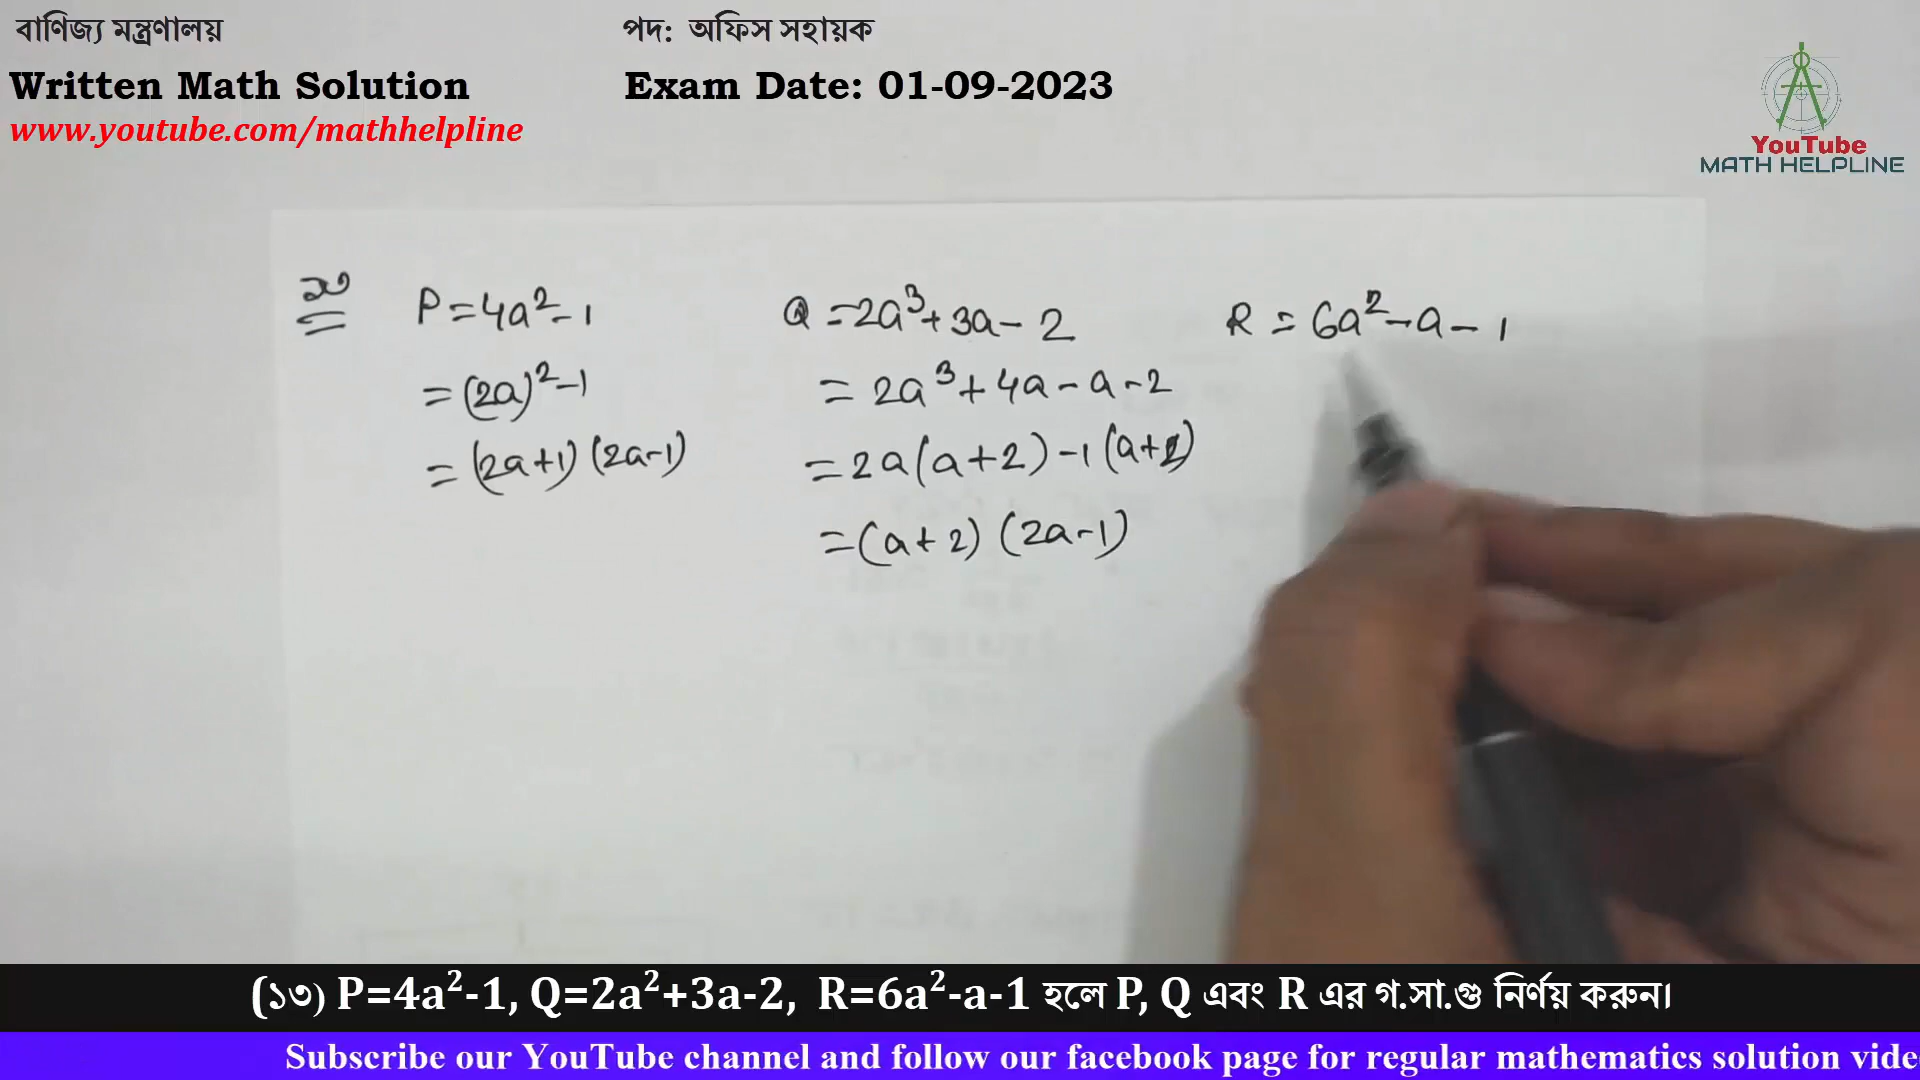 বাণিজ্য মন্ত্রণালয়
পদ: অফিস সহায়ক
Written Math Solution
Exam Date: 01-09-2023
www.youtube.com/mathhelpline
YouTube
MATH HELPLINE
১৩
P = 4a² - 1
= (2a)² - 1
= (2a+1) (2a-1)
Q = 2a³ + 3a - 2
= 2a³ + 4a - a - 2
= 2a(a+2) - 1(a+2)
= (a+2) (2a-1)
R = 6a² - a - 1
(১৩) P=4a²-1, Q=2a²+3a-2, R=6a²-a-1 হলে P, Q এবং R এর গ.সা.গু নির্ণয় করুন।
Subscribe our YouTube channel and follow our facebook page for regular mathematics solution vide